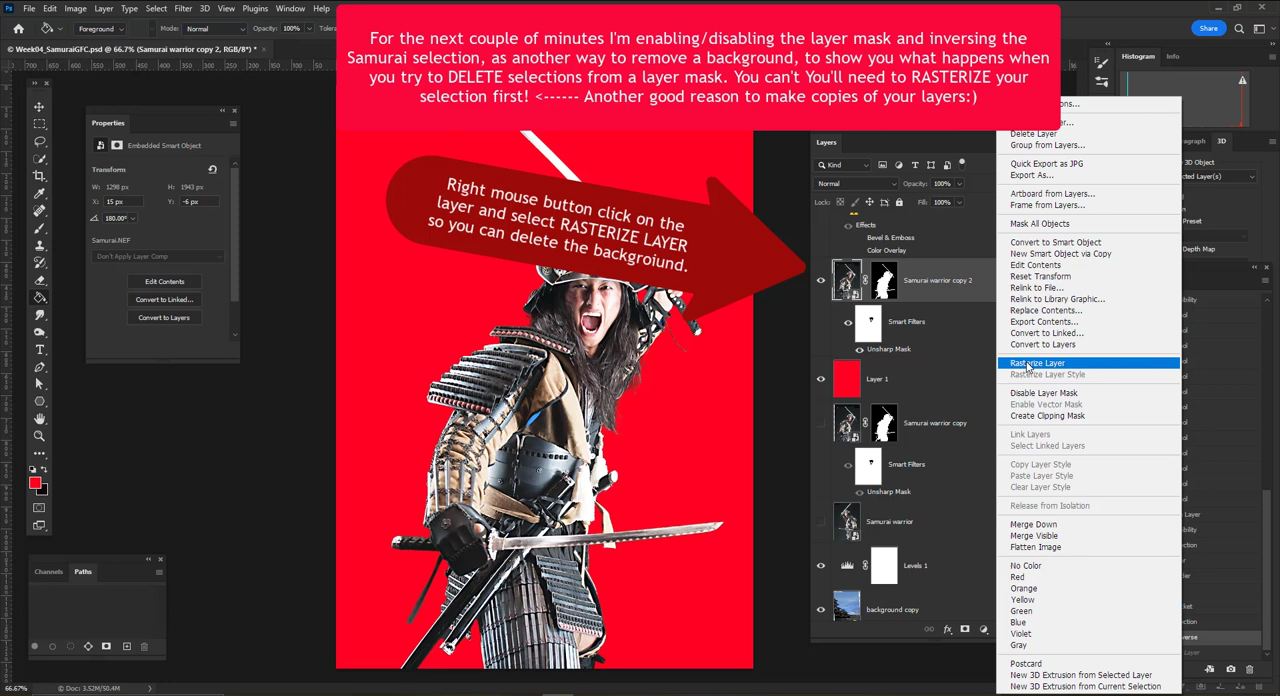 File Edit Image Layer Type Select Filter 3D View Plugins Window Help
Foreground Mode: Normal Opacity: 100% Share
© Week04_SamuraiGFC.psd @ 66.7% (Samurai warrior copy 2, RGB/8*) *
For the next couple of minutes I'm enabling/disabling the layer mask and inversing the
Samurai selection, as another way to remove a background, to show you what happens when
you try to DELETE selections from a layer mask. You can't You'll need to RASTERIZE your
selection first! <------ Another good reason to make copies of your layers:)
Right mouse button click on the
layer and select RASTERIZE LAYER
so you can delete the backgroiund.
Properties
Embedded Smart Object
Transform
W: 1298 px H: 1943 px
X: 15 px Y: -6 px
180.00°
Samurai.NEF
Don't Apply Layer Comp
Edit Contents
Convert to Linked...
Convert to Layers
Channels Paths
Layers
Kind
Normal Opacity: 100%
Lock: Fill: 100%
Effects
Bevel & Emboss
Color Overlay
Samurai warrior copy 2
Smart Filters
Unsharp Mask
Layer 1
Samurai warrior copy
Smart Filters
Unsharp Mask
Samurai warrior
Levels 1
background copy
Histogram Info
Delete Layer
Group from Layers...
Quick Export as JPG
Export As...
Artboard from Layers...
Frame from Layers...
Mask All Objects
Convert to Smart Object
New Smart Object via Copy
Edit Contents
Reset Transform
Relink to File...
Relink to Library Graphic...
Replace Contents...
Export Contents...
Convert to Linked...
Convert to Layers
Rasterize Layer
Rasterize Layer Style
Disable Layer Mask
Enable Vector Mask
Create Clipping Mask
Link Layers
Select Linked Layers
Copy Layer Style
Paste Layer Style
Clear Layer Style
Release from Isolation
Merge Down
Merge Visible
Flatten Image
No Color
Red
Orange
Yellow
Green
Blue
Violet
Gray
Postcard
New 3D Extrusion from Selected Layer
New 3D Extrusion from Current Selection
3D
3D Object
66.67% Doc: 3.52M/50.4M